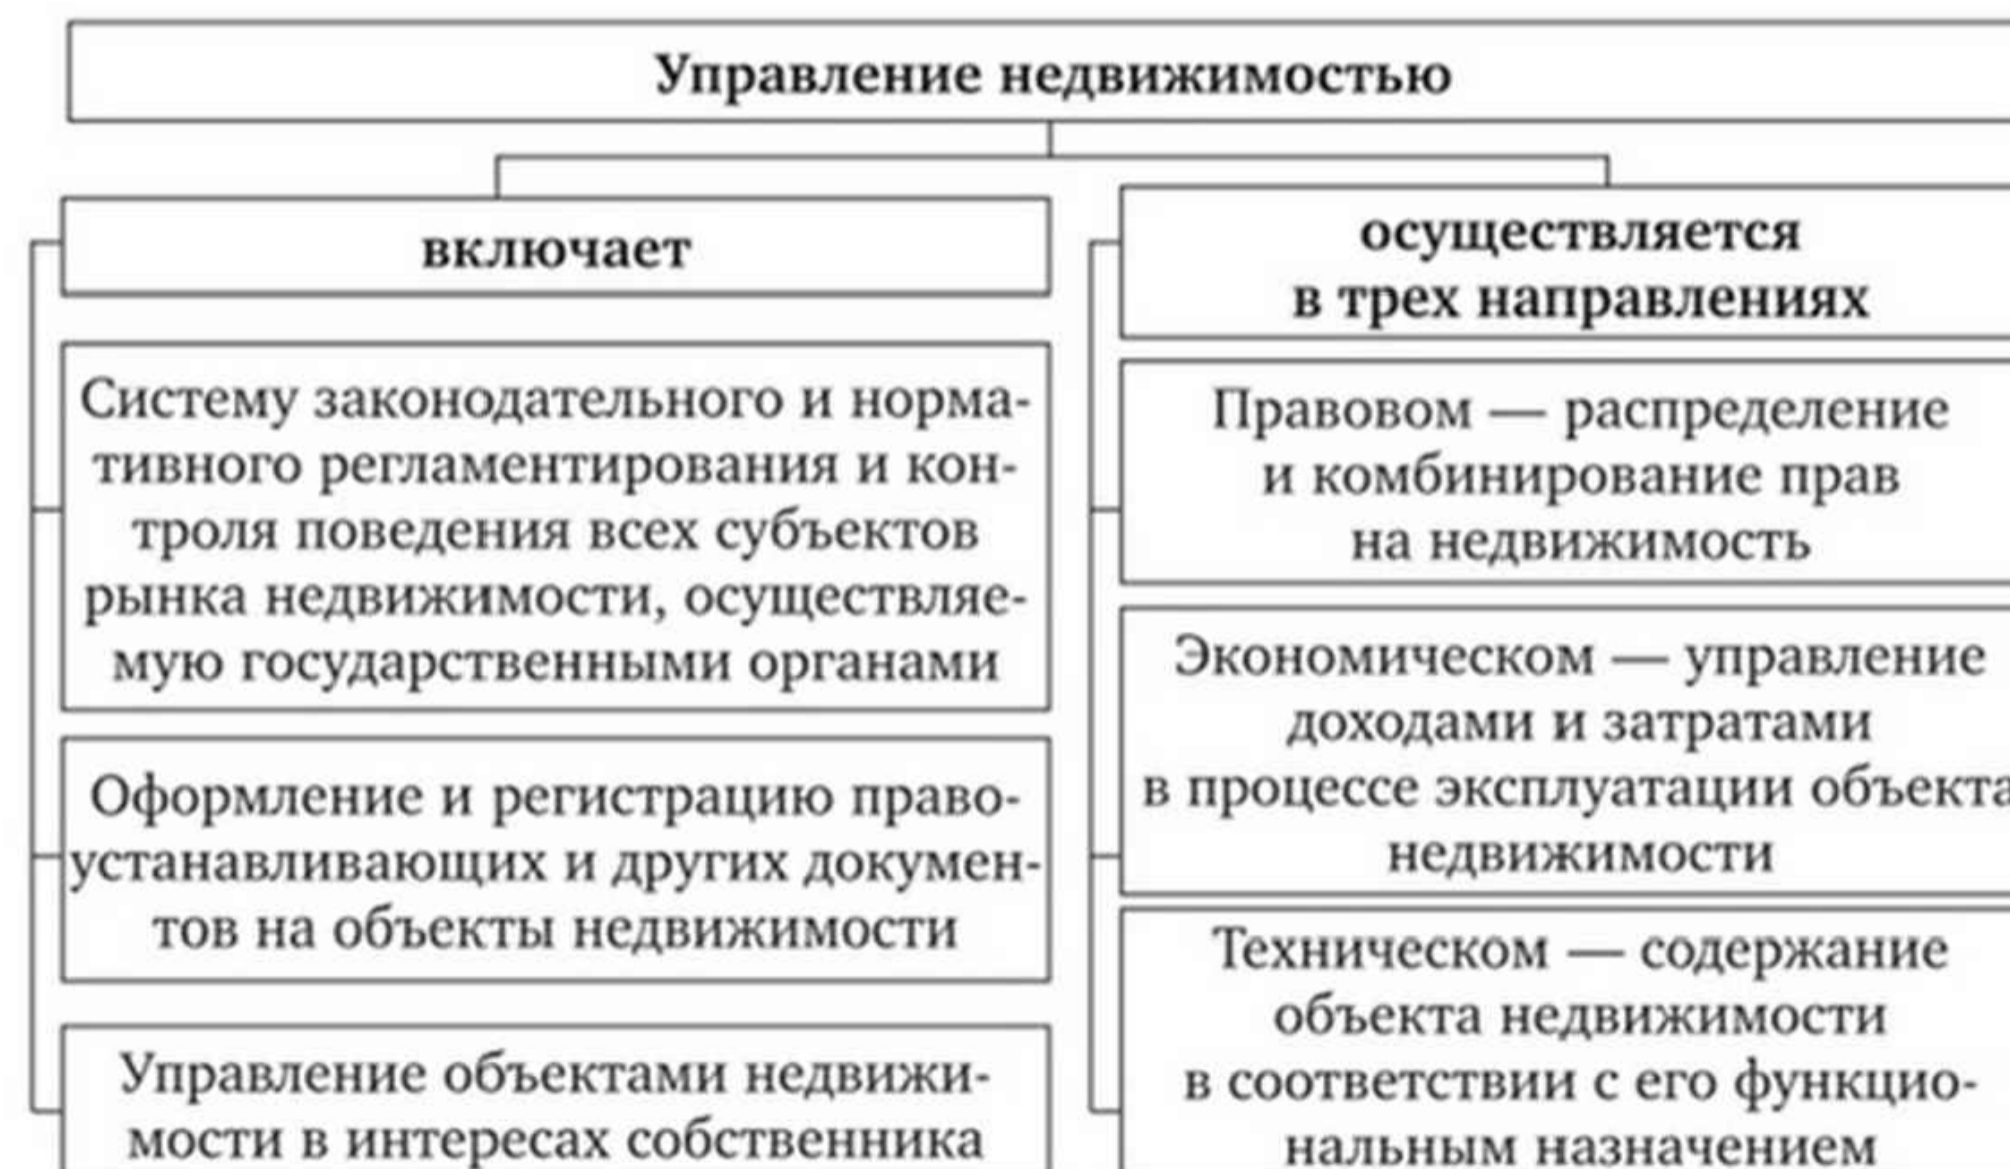 Управление недвижимостью
включает
Систему законодательного и норма-
тивного регламентирования и кон-
троля поведения всех субъектов
рынка недвижимости, осуществляе-
мую государственными органами
Оформление и регистрацию право-
устанавливающих и других докумен-
тов на объекты недвижимости
Управление объектами недвижи-
мости в интересах собственника
осуществляется
в трех направлениях
Правовом — распределение
и комбинирование прав
на недвижимость
Экономическом — управление
доходами и затратами
в процессе эксплуатации объекта
недвижимости
Техническом — содержание
объекта недвижимости
в соответствии с его функцио-
нальным назначением